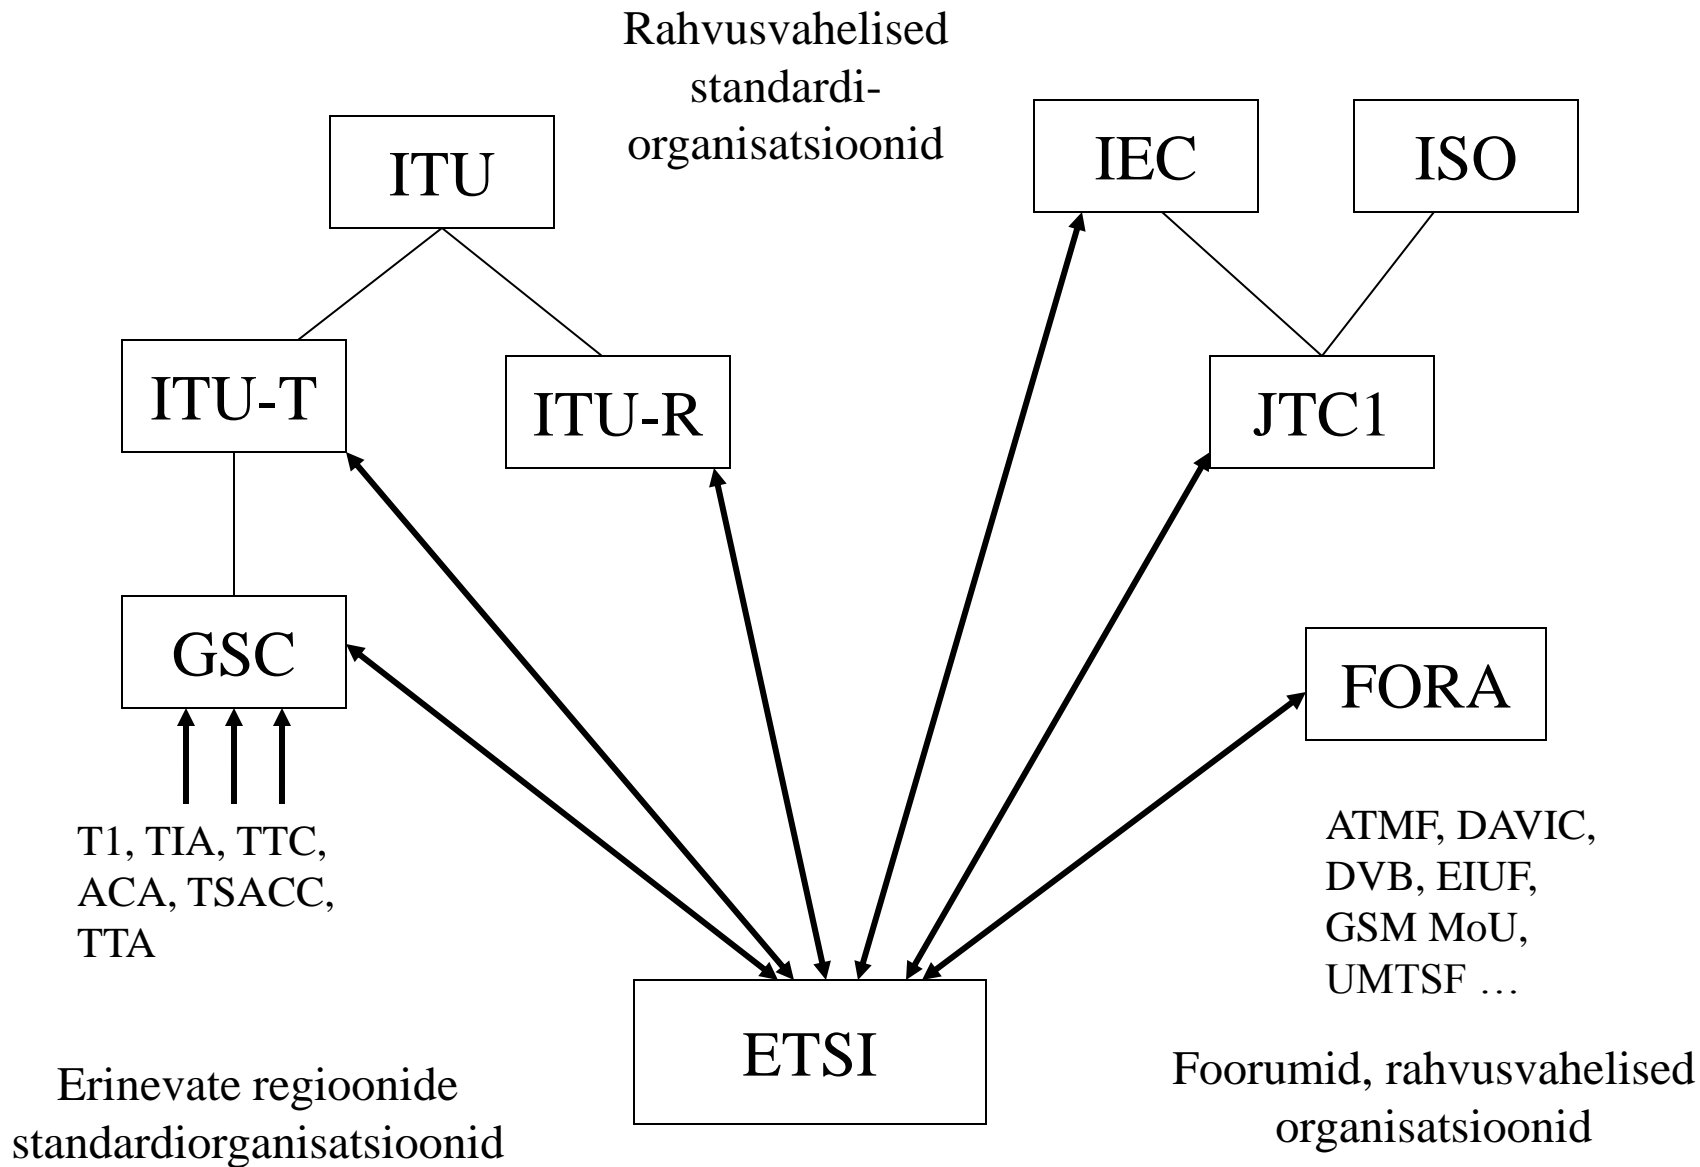 Rahvusvahelised
standardi-
organisatsioonid
ITU
IEC
ISO
ITU-T
ITU-R
JTC1
GSC
FORA
T1, TIA, TTC,
ACA, TSACC,
TTA
ATMF, DAVIC,
DVB, EIUF,
GSM MoU,
UMTSF …
ETSI
Erinevate regioonide
standardiorganisatsioonid
Foorumid, rahvusvahelised
organisatsioonid